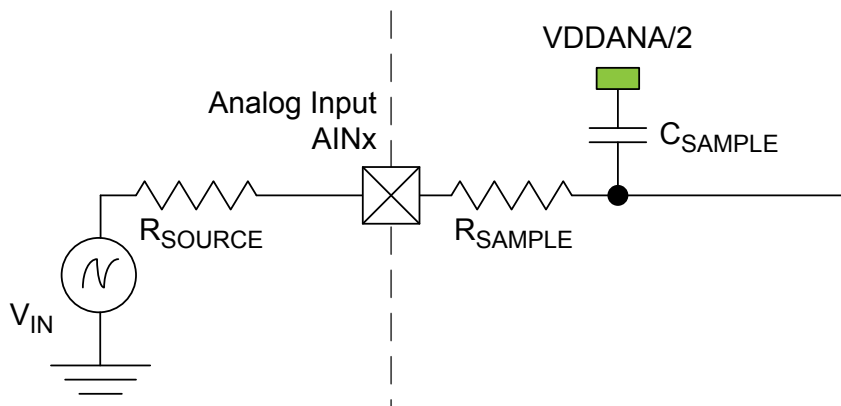 VDDANA/2
Analog Input
AINx
CSAMPLE
RSOURCE
RSAMPLE
VIN